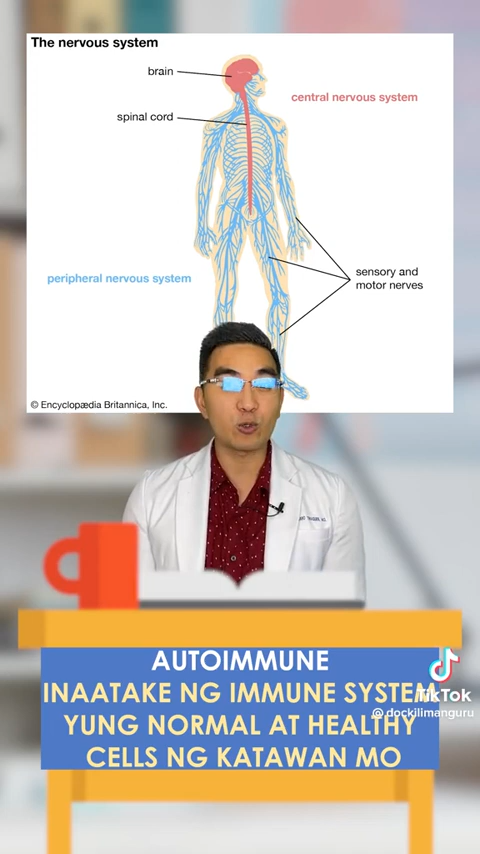 The nervous system
brain
central nervous system
spinal cord
peripheral nervous system
sensory and
motor nerves
© Encyclopædia Britannica, Inc.
AUTOIMMUNE
INAATAKE NG IMMUNE SYSTEM
YUNG NORMAL AT HEALTHY
CELLS NG KATAWAN MO
TikTok
@dockilimanguru